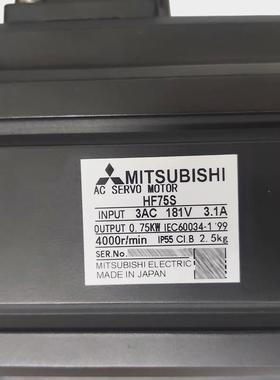 MITSUBISHI
AC SERVO MOTOR
HF75S
INPUT 3AC 181V 3.1A
OUTPUT 0.75KW IEC60034-1 '99
4000r/min IP55 Cl.B 2.5kg
SER.No.
MITSUBISHI ELECTRIC
MADE IN JAPAN